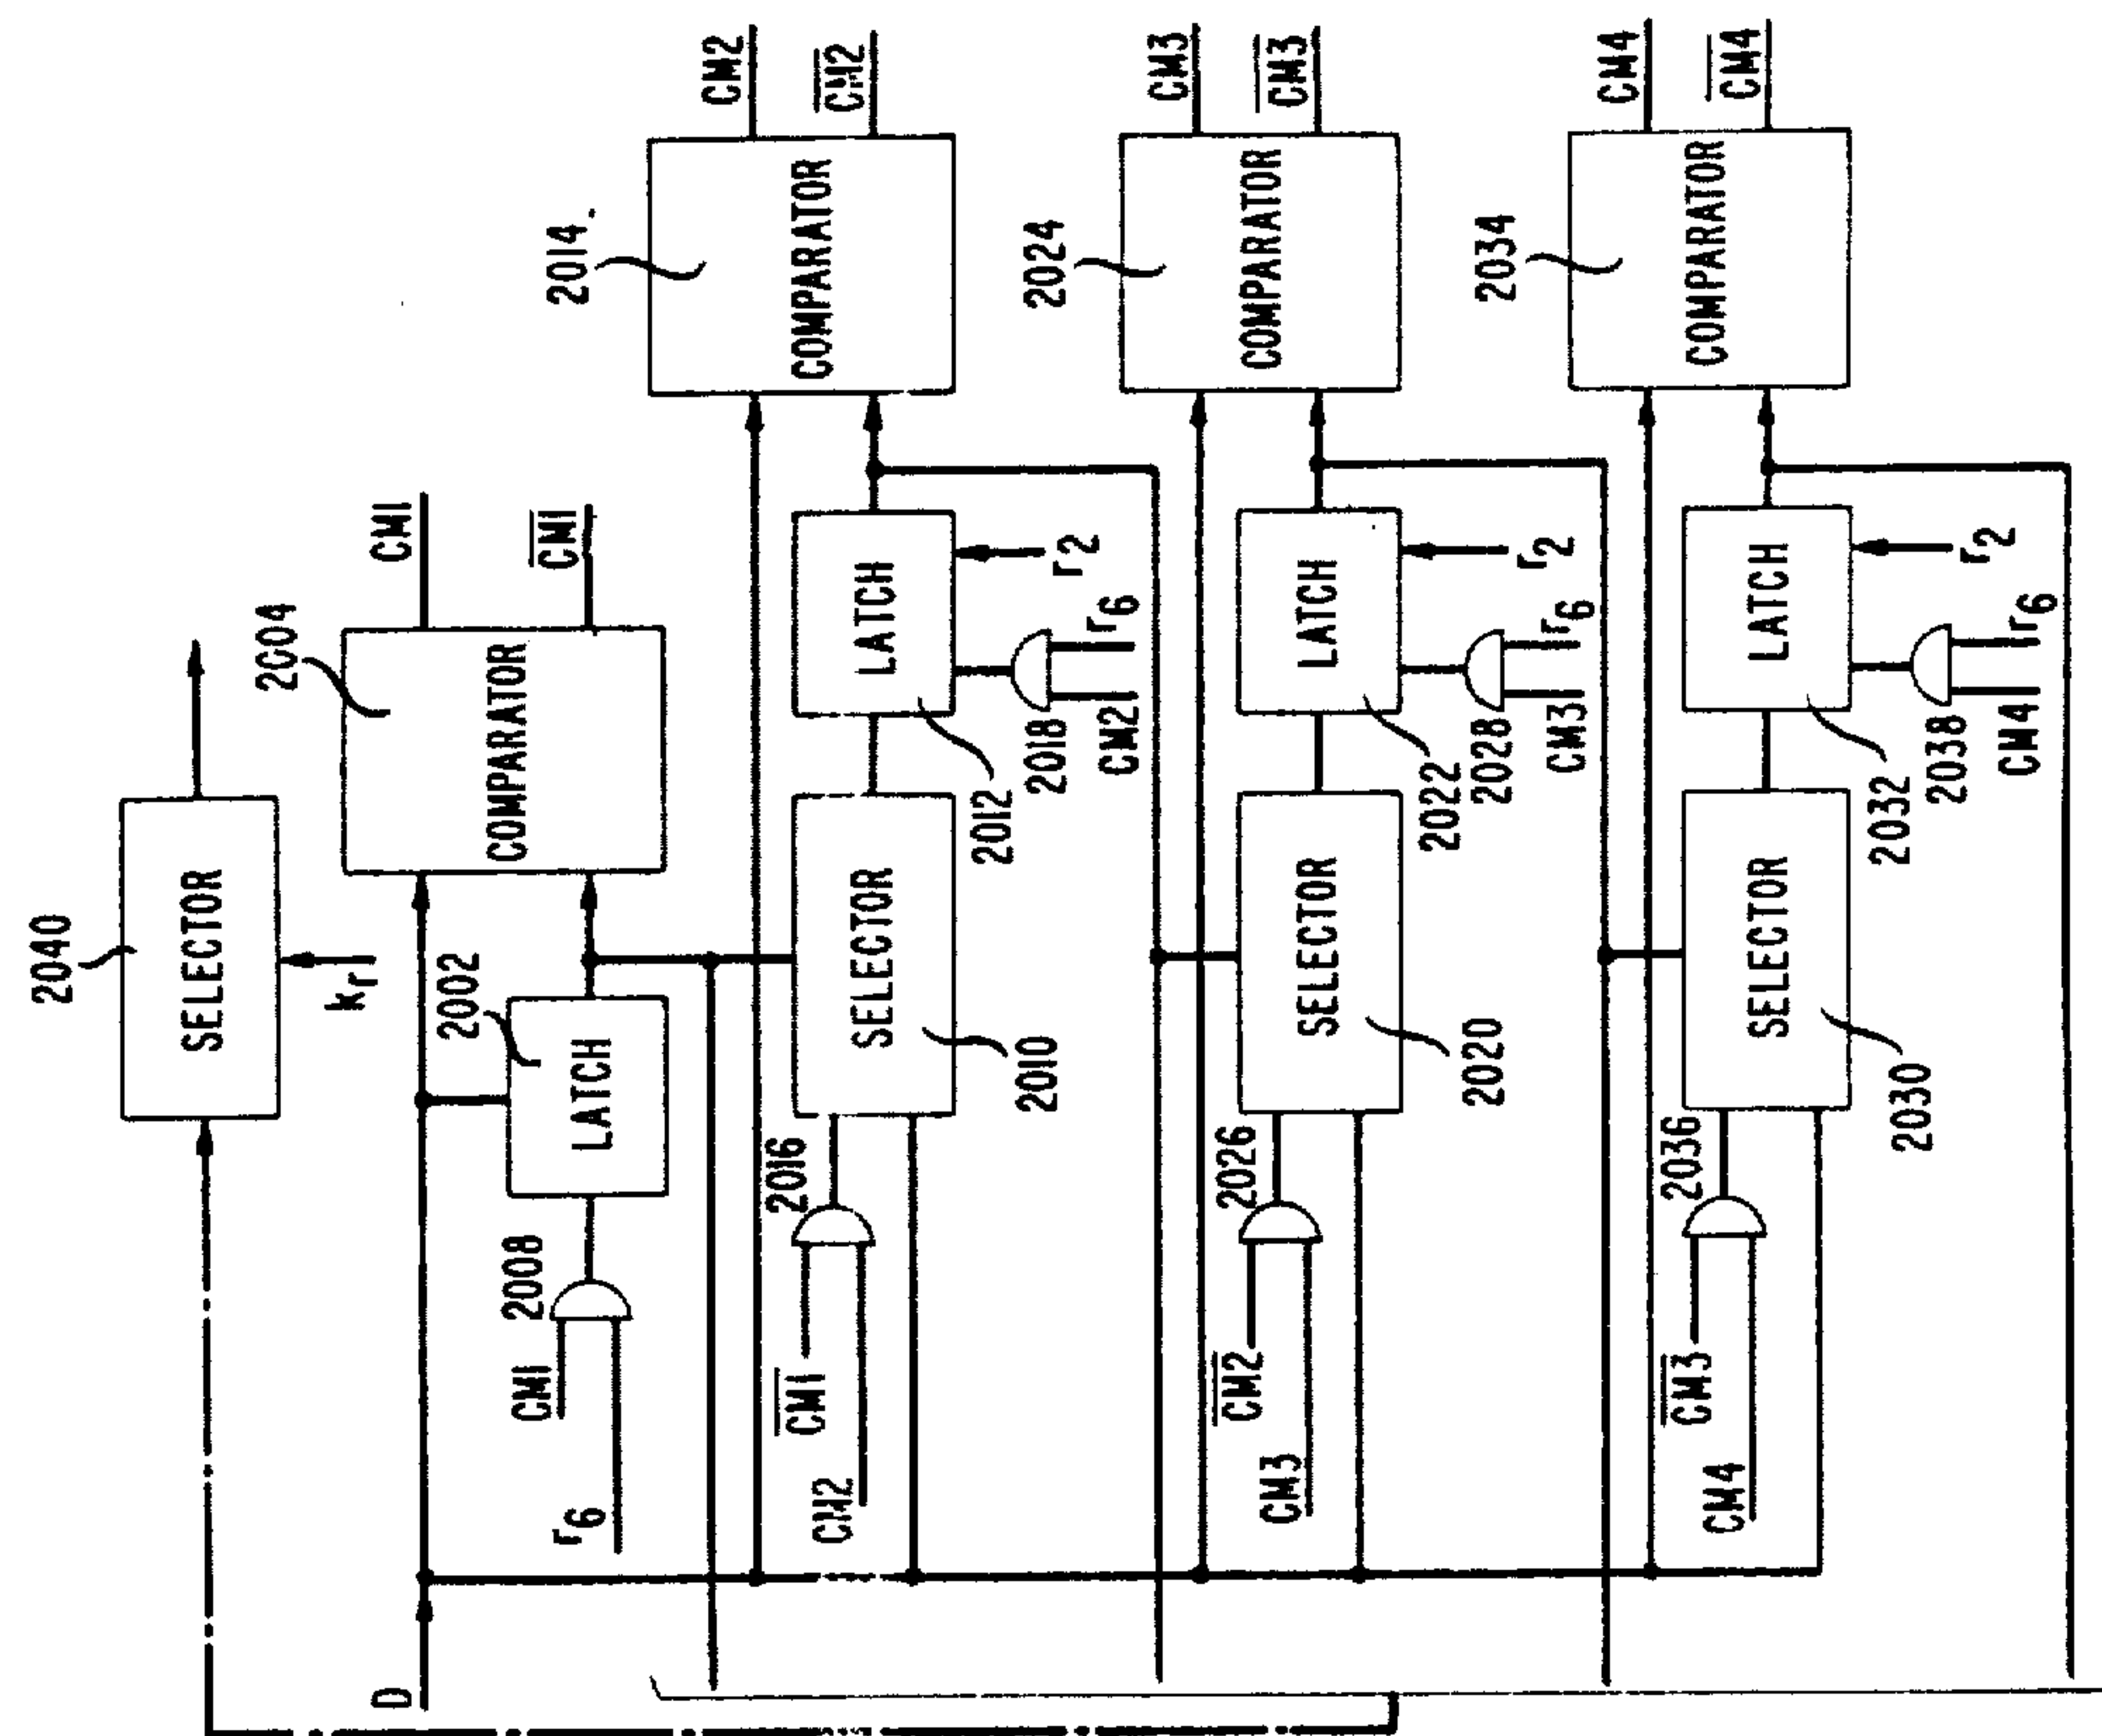 2040
SELECTOR
kr
D
2004
COMPARATOR
CM1
CM1
2002
LATCH
2008
CM1
r6
2014
COMPARATOR
CM2
CM2
LATCH
r2
r6
2018
CM2
2012
SELECTOR
2010
2016
CM1
CM2
2024
COMPARATOR
CM3
CM3
LATCH
r2
r6
2028
CM3
2022
SELECTOR
2020
2026
CM2
CM3
2034
COMPARATOR
CM4
CM4
LATCH
r2
r6
2038
CM4
2032
SELECTOR
2030
2036
CM3
CM4